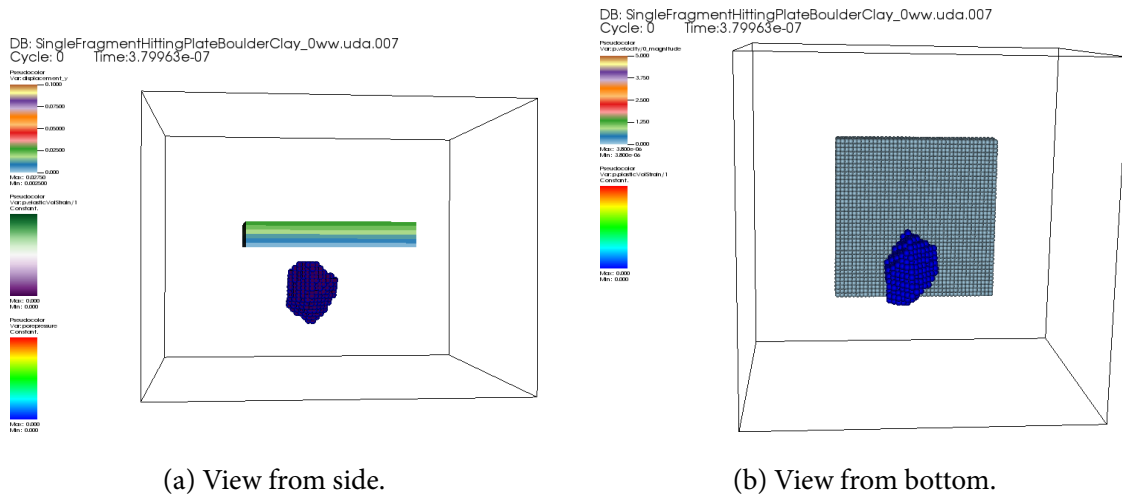 DB: SingleFragmentHittingPlateBoulderClay_0ww.uda.007
Cycle: 0 Time:3.79963e-07
Pseudocolor
Var: displacement_y
0.1000
0.07500
0.05000
0.02500
0.000
Max: 0.02750
Min: 0.002500
Pseudocolor
Var: p.elasticVolStrain/1
Constant.
Max: 0.000
Min: 0.000
Pseudocolor
Var: porepressure
Constant.
Max: 0.000
Min: 0.000
(a) View from side.
DB: SingleFragmentHittingPlateBoulderClay_0ww.uda.007
Cycle: 0 Time:3.79963e-07
Pseudocolor
Var: p.velocity/0_magnitude
5.000
3.750
2.500
1.250
0.000
Max: 3.800e-06
Min: 3.800e-06
Pseudocolor
Var: p.plasticVolStrain/1
Constant.
Max: 0.000
Min: 0.000
(b) View from bottom.